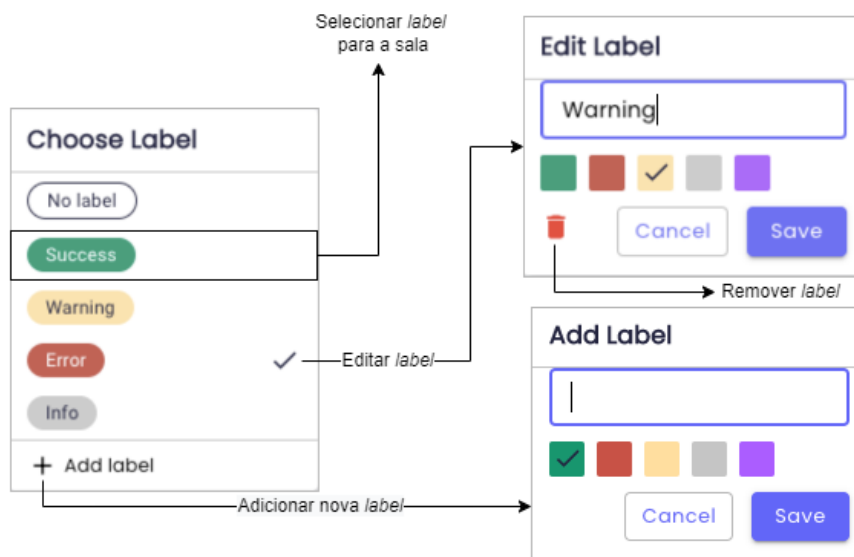 Selecionar label
para a sala
Choose Label
No label
Success
Warning
Error
Info
+ Add label
Editar label
Adicionar nova label
Edit Label
Warning
Cancel
Save
Remover label
Add Label
Cancel
Save